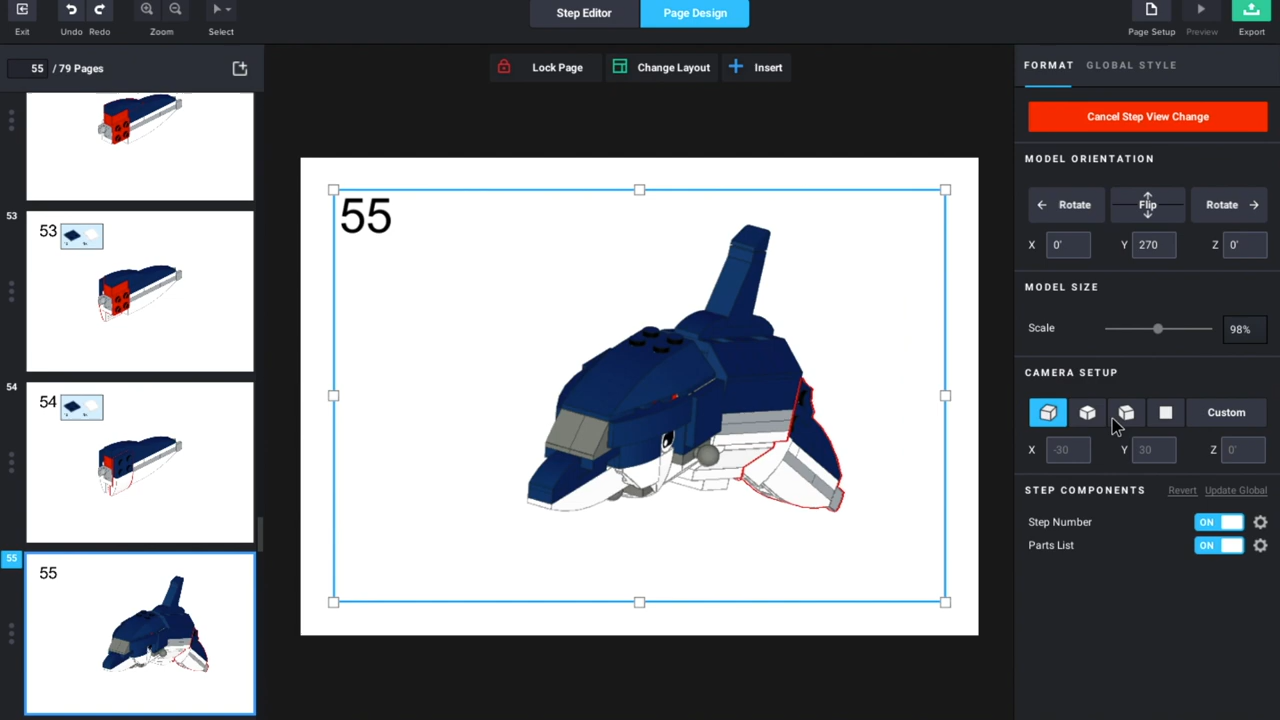 Step Editor
Page Design
Exit
Undo
Redo
Zoom
Select
Page Setup
Preview
Export
55 / 79 Pages
Lock Page
Change Layout
Insert
FORMAT
GLOBAL STYLE
Cancel Step View Change
MODEL ORIENTATION
Rotate
Flip
Rotate
X 0'
Y 270
Z 0'
MODEL SIZE
Scale
98%
CAMERA SETUP
Custom
X -30
Y 30
Z 0'
STEP COMPONENTS
Revert
Update Global
Step Number
ON
Parts List
ON
53
53
54
54
55
55
55